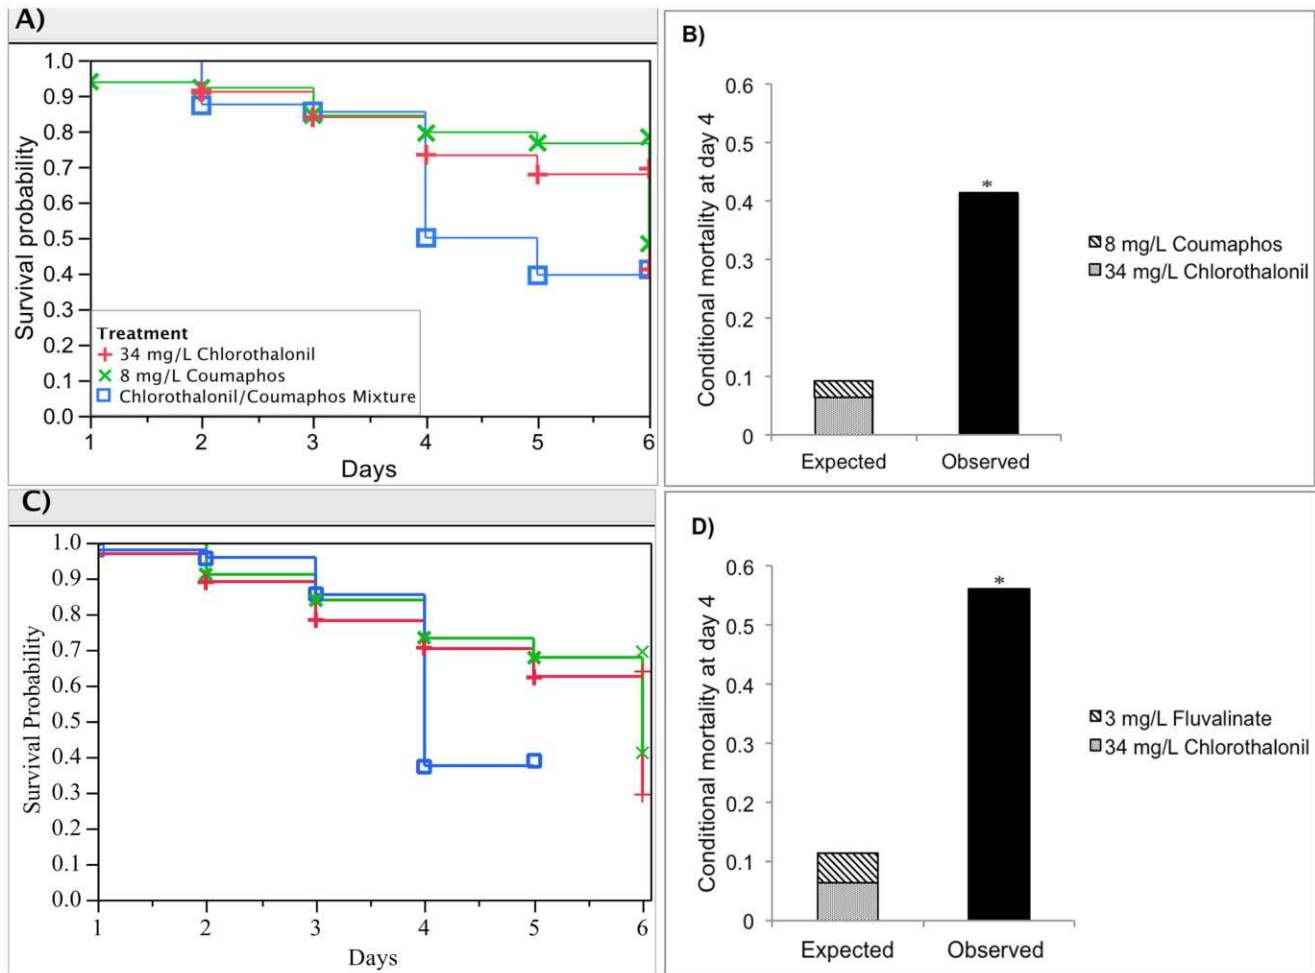 A)
Survival probability
1.0
0.9
0.8
0.7
0.6
0.5
0.4
0.3
0.2
0.1
0.0
Treatment
34 mg/L Chlorothalonil
8 mg/L Coumaphos
Chlorothalonil/Coumaphos Mixture
1 2 3 4 5 6
Days
B)
Conditional mortality at day 4
0.6
0.5
0.4
0.3
0.2
0.1
0
*
Expected Observed
8 mg/L Coumaphos
34 mg/L Chlorothalonil
C)
Survival Probability
1.0
0.9
0.8
0.7
0.6
0.5
0.4
0.3
0.2
0.1
0.0
1 2 3 4 5 6
Days
D)
Conditional mortality at day 4
0.6
0.5
0.4
0.3
0.2
0.1
0
*
Expected Observed
3 mg/L Fluvalinate
34 mg/L Chlorothalonil